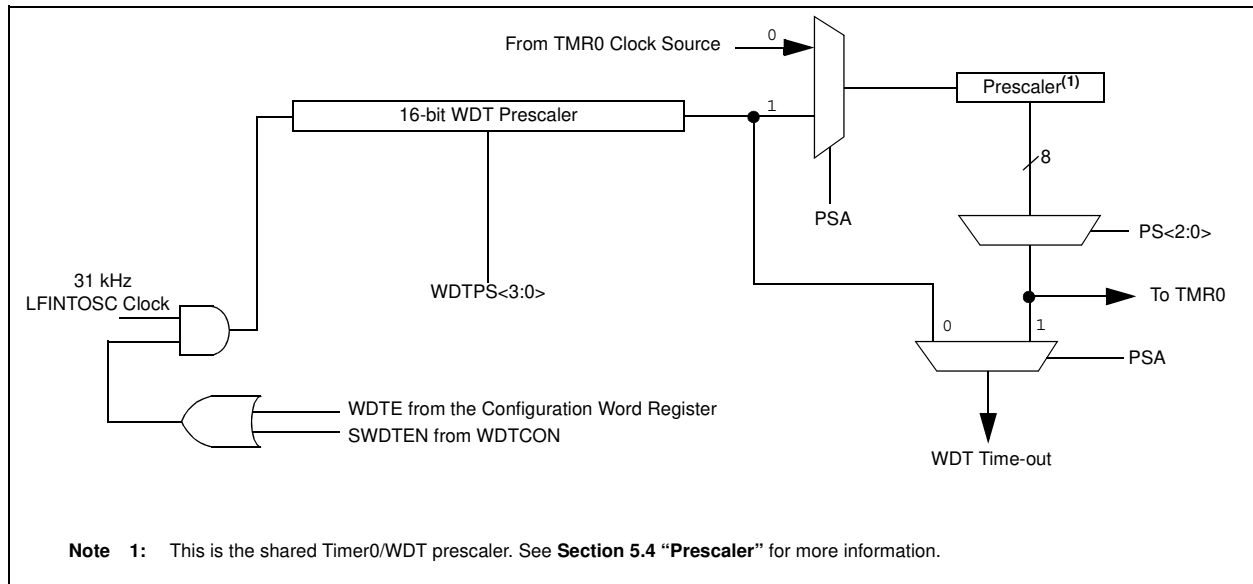 0
From TMR0 Clock Source
Prescaler(1)
16-bit WDT Prescaler
1
8
PSA
PS<2:0>
31 kHz
LFINTOSC Clock
WDTPS<3:0>
To TMR0
0
1
PSA
WDTE from the Configuration Word Register
SWDTEN from WDTCON
WDT Time-out
Note 1: This is the shared Timer0/WDT prescaler. See Section 5.4 “Prescaler” for more information.